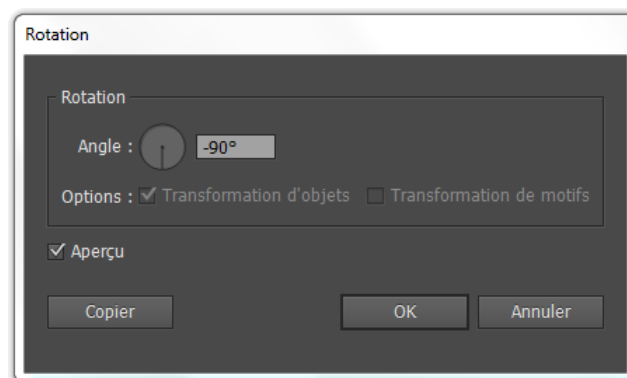 Rotation
Rotation
Angle : -90°
Options : Transformation d'objets Transformation de motifs
Aperçu
Copier OK Annuler